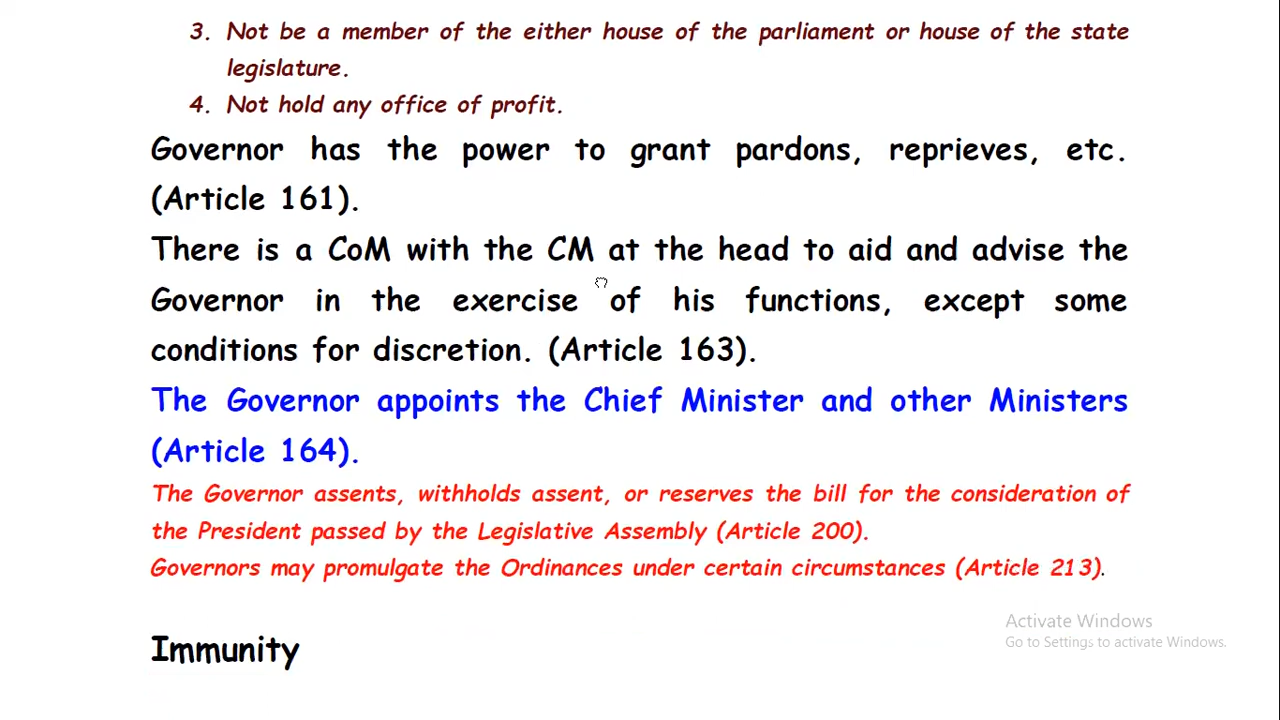 3. Not be a member of the either house of the parliament or house of the state
legislature.
4. Not hold any office of profit.
Governor has the power to grant pardons, reprieves, etc.
(Article 161).
There is a CoM with the CM at the head to aid and advise the
Governor in the exercise of his functions, except some
conditions for discretion. (Article 163).
The Governor appoints the Chief Minister and other Ministers
(Article 164).
The Governor assents, withholds assent, or reserves the bill for the consideration of
the President passed by the Legislative Assembly (Article 200).
Governors may promulgate the Ordinances under certain circumstances (Article 213).
Activate Windows
Go to Settings to activate Windows.
Immunity